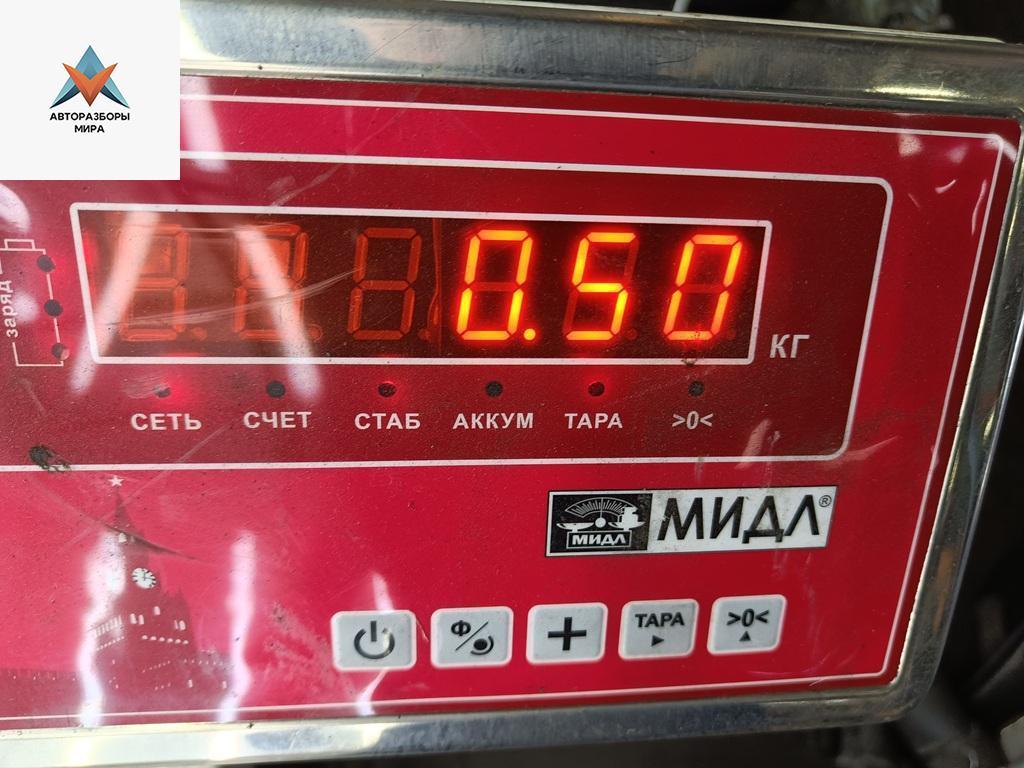 АВТОРАЗБОРЫ
МИРА
заряд
0.50
КГ
СЕТЬ СЧЕТ СТАБ АККУМ ТАРА >0<
МИДЛ МИДЛ®
Ф ТАРА >0<